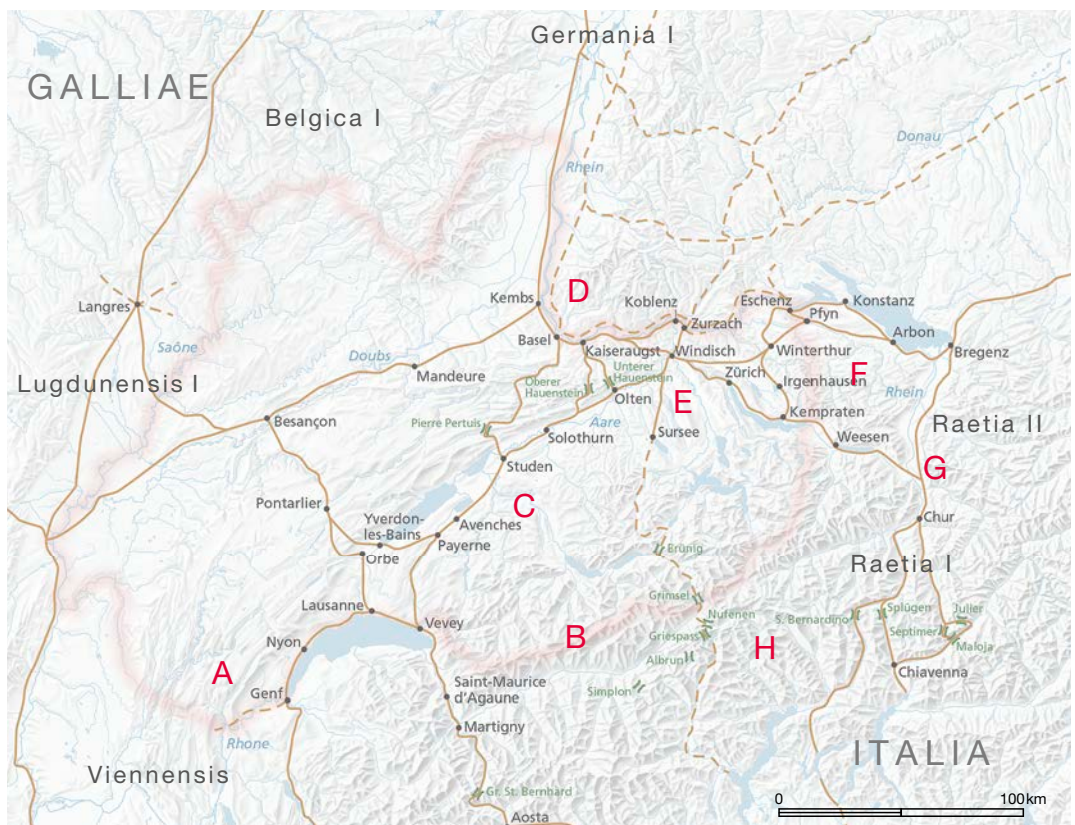 Germania I
GALLIAE
Belgica I
Donau
Rhein
D
Kembs
Koblenz
Eschenz
Konstanz
Langres
Zurzach
Pfyn
Saône
Basel
Arbon
Kaiseraugst
Windisch
Winterthur
Bregenz
Doubs
Mandeure
Unterer
Hauenstein
Oberer
Hauenstein
Zürich
Irgenhausen
F
Lugdunensis I
Olten
E
Rhein
Besançon
Pierre Pertuis
Aare
Kempraten
Raetia II
Solothurn
Sursee
Weesen
Studen
G
Pontarlier
C
Yverdon-
les-Bains
Avenches
Chur
Payerne
Orbe
Brünig
Raetia I
Lausanne
Grimsel
Nufenen
S. Bernardino
Splügen
Julier
Vevey
Septimer
Nyon
B
Griespass
H
Maloja
A
Albrun
Chiavenna
Genf
Saint-Maurice
d'Agaune
Simplon
Martigny
Rhone
ITALIA
Viennensis
Gr. St. Bernhard
0 100 km
Aosta